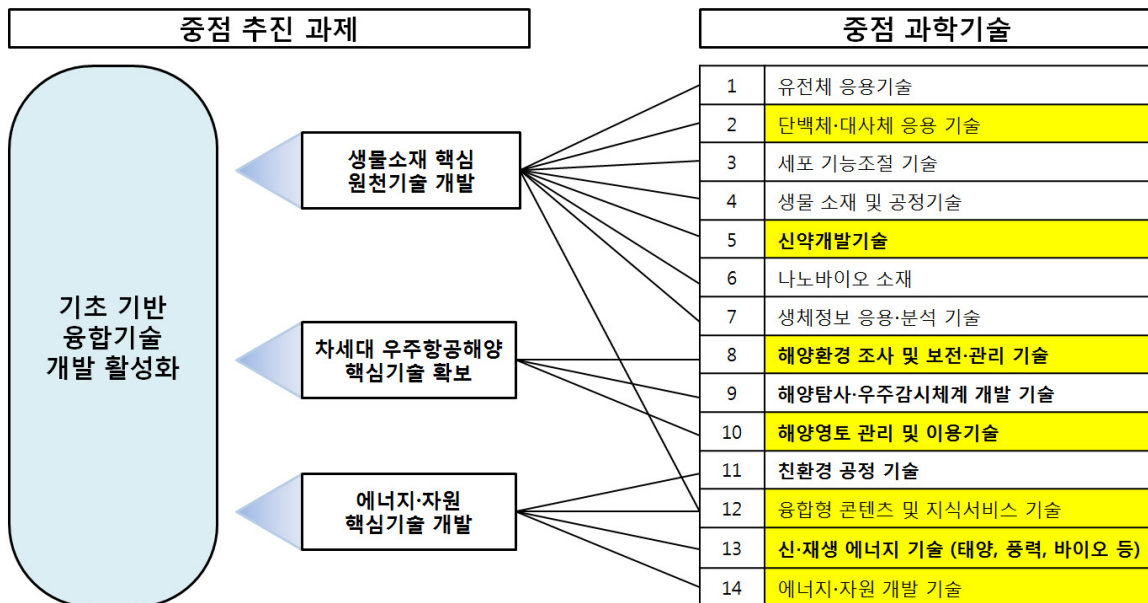 중점 추진 과제
중점 과학기술
기초 기반
융합기술
개발 활성화
생물소재 핵심
원천기술 개발
차세대 우주항공해양
핵심기술 확보
에너지·자원
핵심기술 개발
1 유전체 응용기술
2 단백체·대사체 응용 기술
3 세포 기능조절 기술
4 생물 소재 및 공정기술
5 신약개발기술
6 나노바이오 소재
7 생체정보 응용·분석 기술
8 해양환경 조사 및 보전·관리 기술
9 해양탐사·우주감시체계 개발 기술
10 해양영토 관리 및 이용기술
11 친환경 공정 기술
12 융합형 콘텐츠 및 지식서비스 기술
13 신·재생 에너지 기술 (태양, 풍력, 바이오 등)
14 에너지·자원 개발 기술